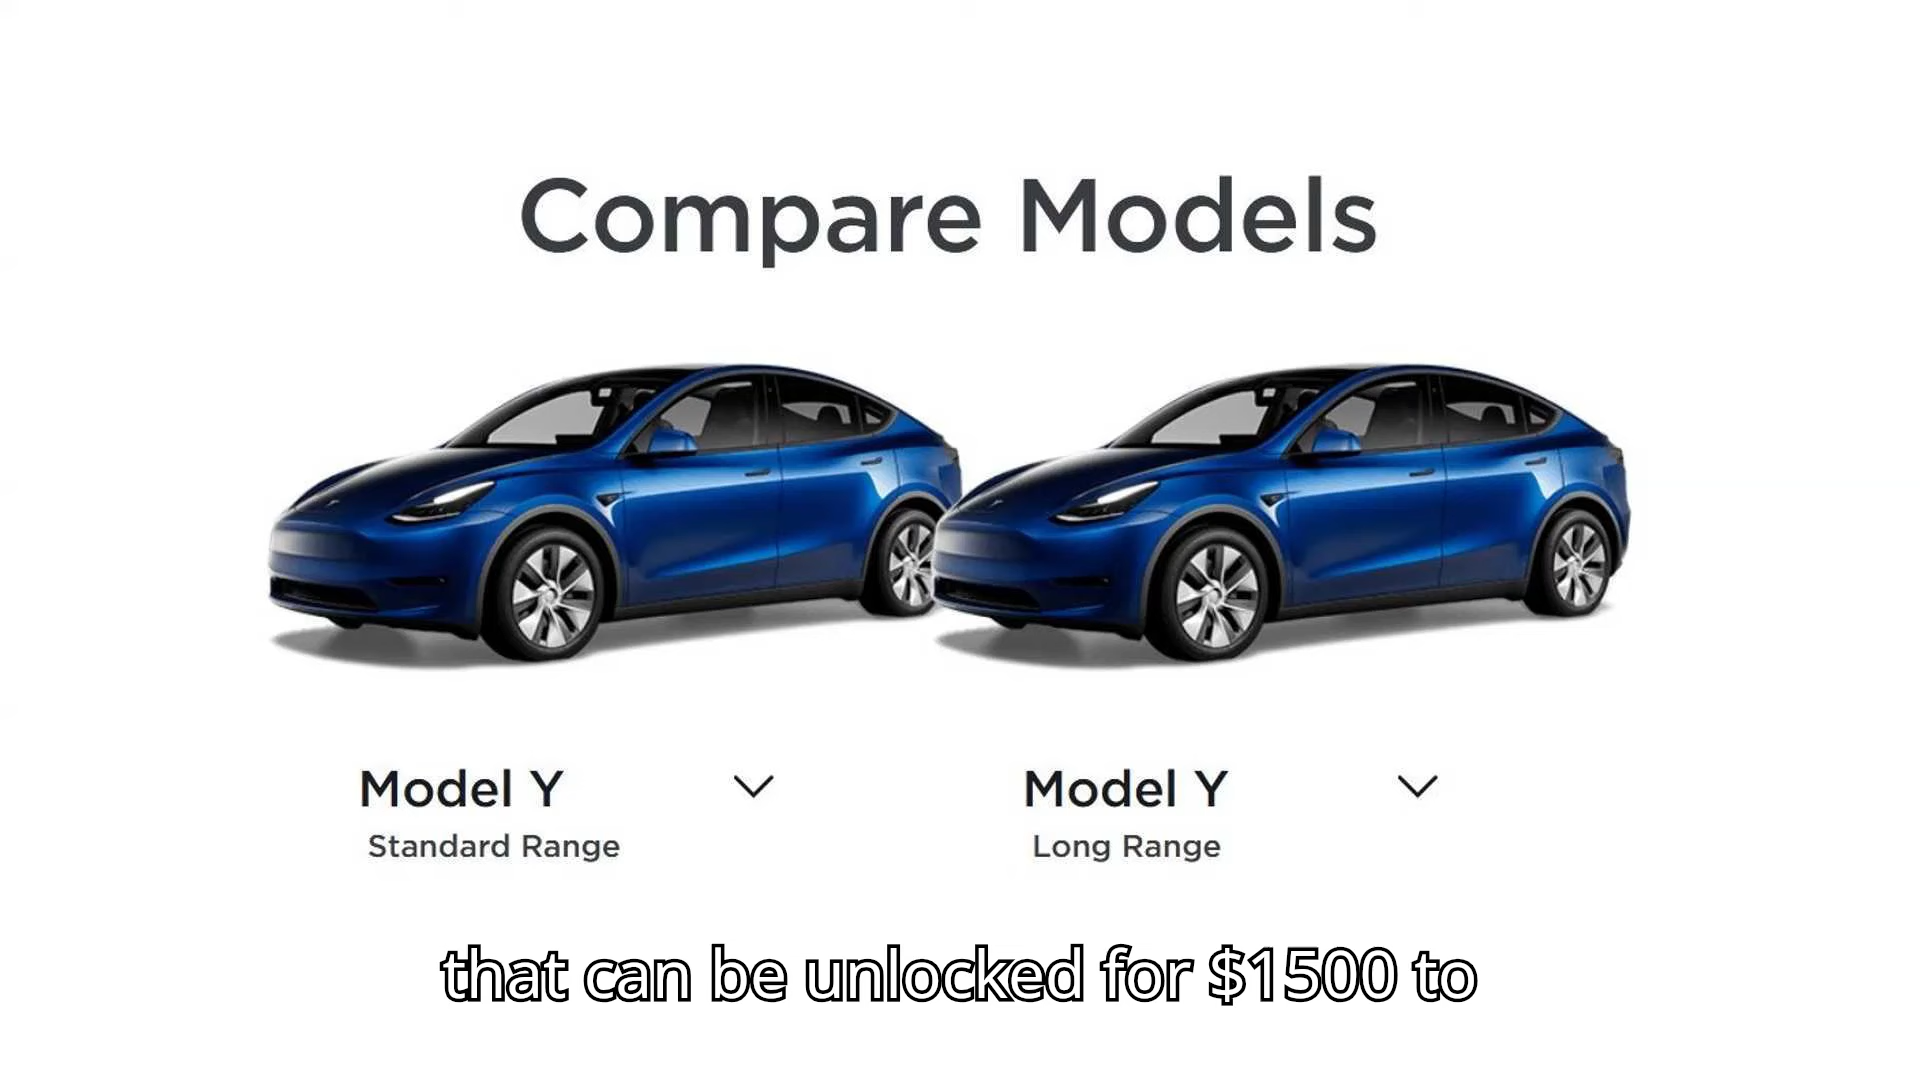 Compare Models
Model Y
Standard Range
Model Y
Long Range
that can be unlocked for $1500 to